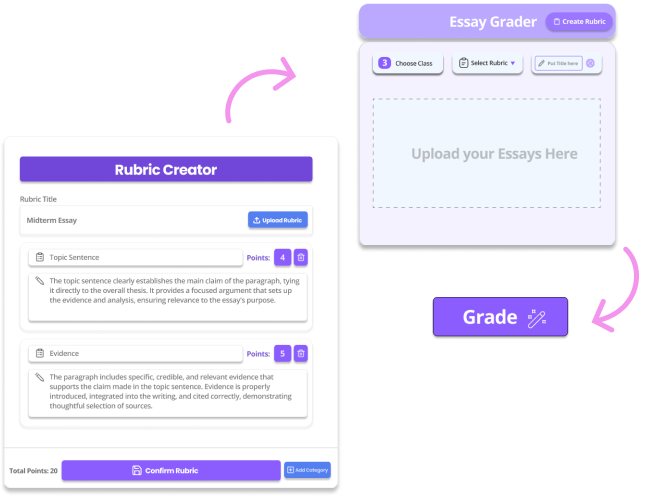 Essay Grader
Create Rubric
3 Choose Class
Select Rubric
Put Title Here
Upload your Essays Here
Rubric Creator
Rubric Title
Midterm Essay
Upload Rubric
Topic Sentence
Points: 4
The topic sentence clearly establishes the main claim of the paragraph, tying
it directly to the overall thesis. It provides a focused argument that sets up
the evidence and analysis, ensuring relevance to the essay's purpose.
Evidence
Points: 5
The paragraph includes specific, credible, and relevant evidence that
supports the claim made in the topic sentence. Evidence is properly
introduced, integrated into the writing, and cited correctly, demonstrating
thoughtful selection of sources.
Total Points: 20
Confirm Rubric
Add Category
Grade